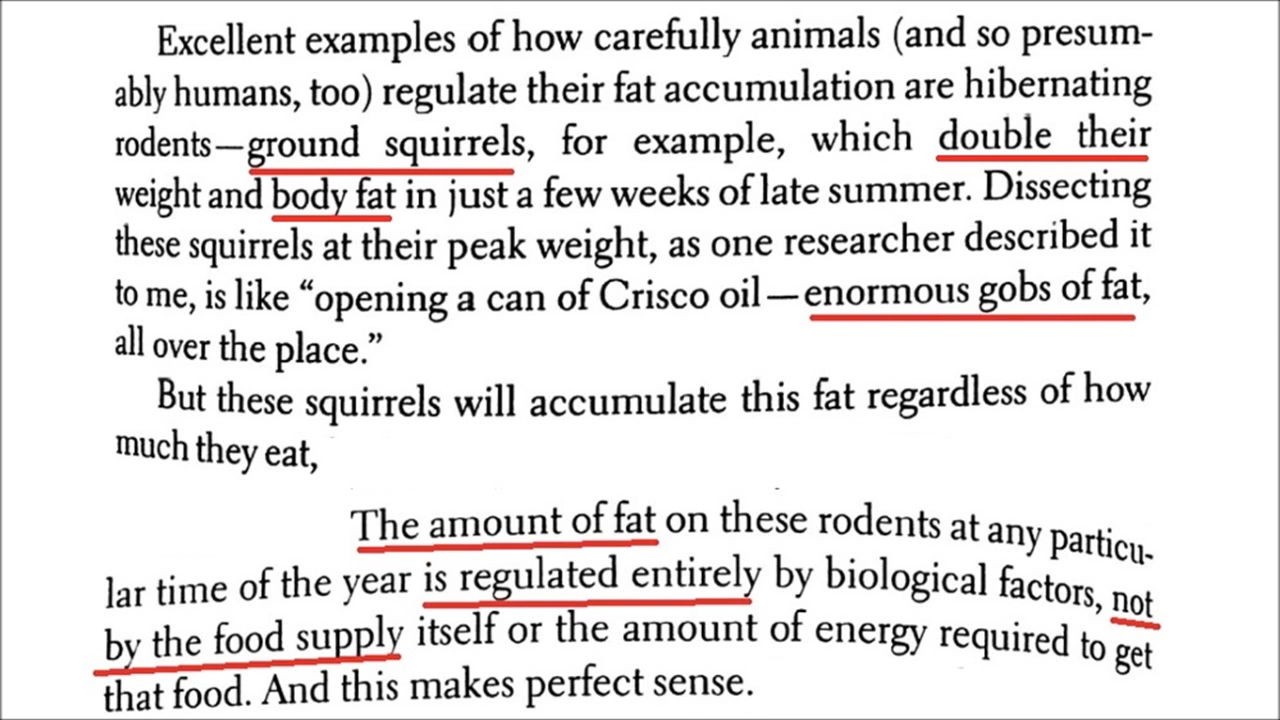 Excellent examples of how carefully animals (and so presum-
ably humans, too) regulate their fat accumulation are hibernating
rodents—ground squirrels, for example, which double their
weight and body fat in just a few weeks of late summer. Dissecting
these squirrels at their peak weight, as one researcher described it
to me, is like “opening a can of Crisco oil—enormous gobs of fat,
all over the place.”
But these squirrels will accumulate this fat regardless of how
much they eat,
The amount of fat on these rodents at any particu-
lar time of the year is regulated entirely by biological factors, not
by the food supply itself or the amount of energy required to get
that food. And this makes perfect sense.